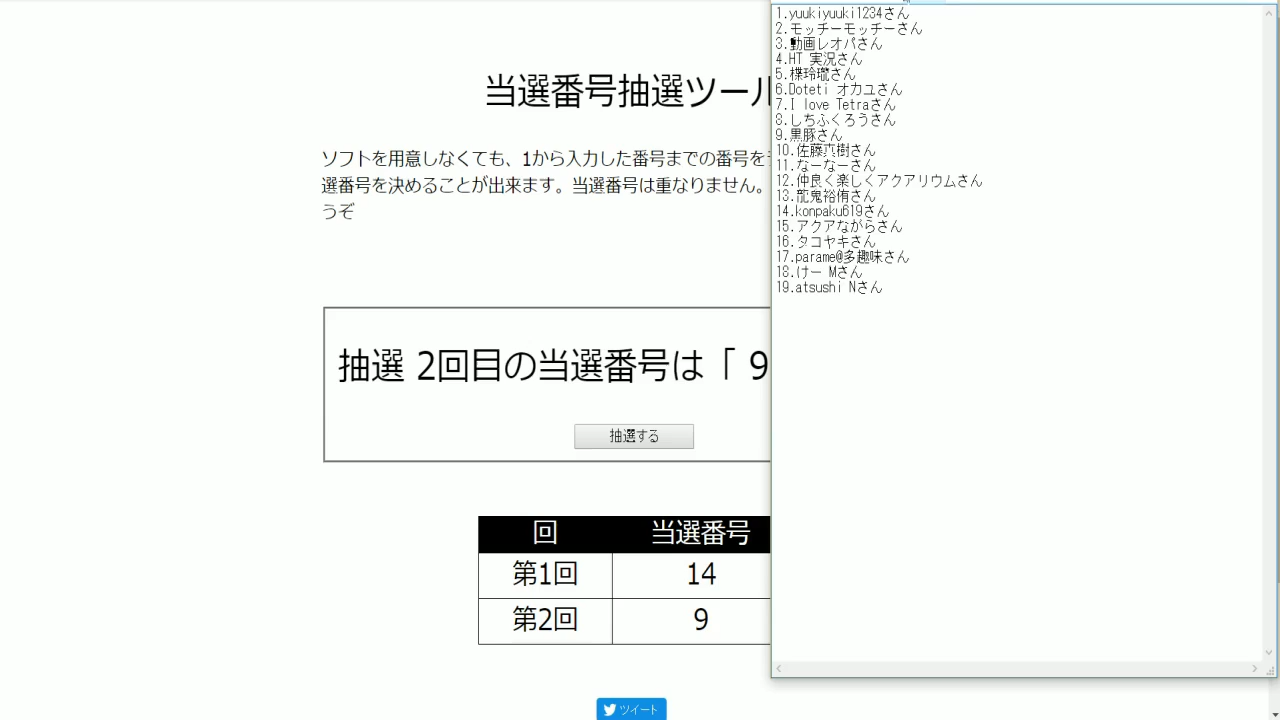 当選番号抽選ツール
ソフトを用意しなくても、1から入力した番号までの番号を
選番号を決めることが出来ます。当選番号は重なりません。
うぞ
抽選 2回目の当選番号は「 9
抽選する
回 当選番号
第1回 14
第2回 9
ツイート
1.yuukiyuuki1234さん
2.モッチーモッチーさん
3.動画レオパさん
4.HT 実況さん
5.楪玲瓏さん
6.Doteti オカユさん
7.I love Tetraさん
8.しちふくろうさん
9.黒豚さん
10.佐藤真樹さん
11.なーなーさん
12.仲良く楽しくアクアリウムさん
13.龍鬼裕侑さん
14.konpaku619さん
15.アクアながらさん
16.タコヤキさん
17.parame@多趣味さん
18.けー Mさん
19.atsushi Nさん